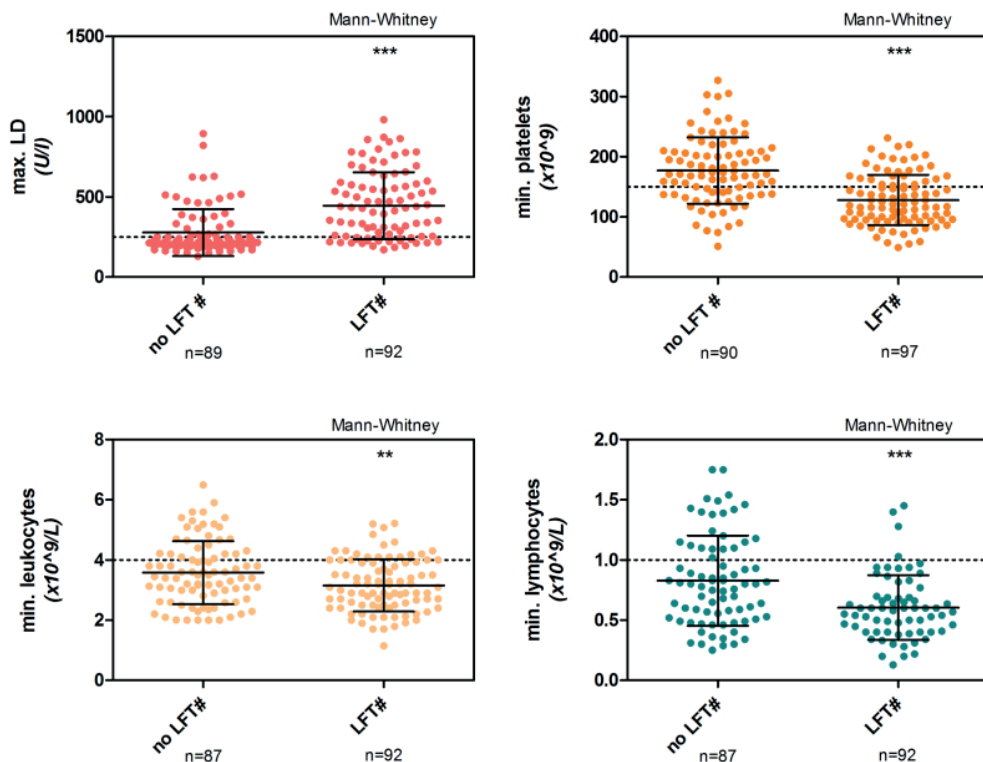 Mann-Whitney
***
1500
1000
500
0
max. LD
(U/l)
no LFT #
LFT#
n=89
n=92
Mann-Whitney
***
400
300
200
100
0
min. platelets
(x10^9)
no LFT #
LFT#
n=90
n=97
Mann-Whitney
**
8
6
4
2
0
min. leukocytes
(x10^9/L)
no LFT#
LFT#
n=87
n=92
Mann-Whitney
***
2.0
1.5
1.0
0.5
0.0
min. lymphocytes
(x10^9/L)
no LFT#
LFT#
n=87
n=92